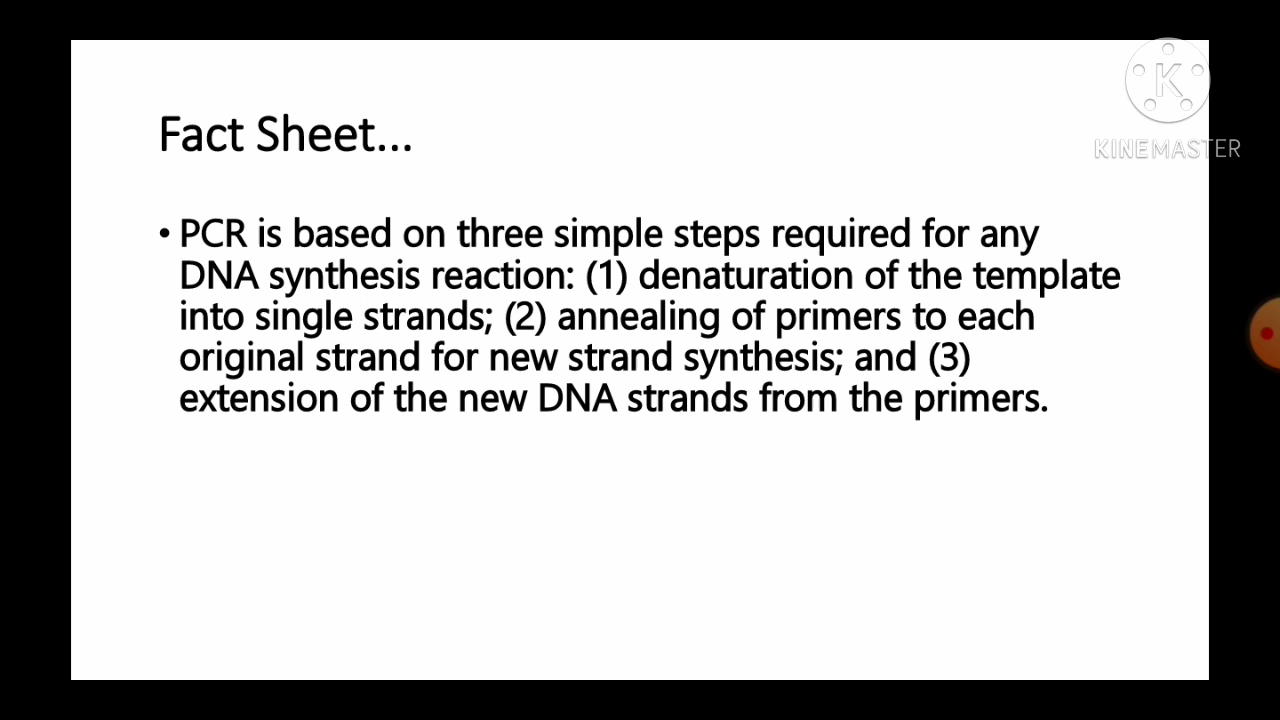 Fact Sheet...
K
KINEMASTER
• PCR is based on three simple steps required for any
DNA synthesis reaction: (1) denaturation of the template
into single strands; (2) annealing of primers to each
original strand for new strand synthesis; and (3)
extension of the new DNA strands from the primers.